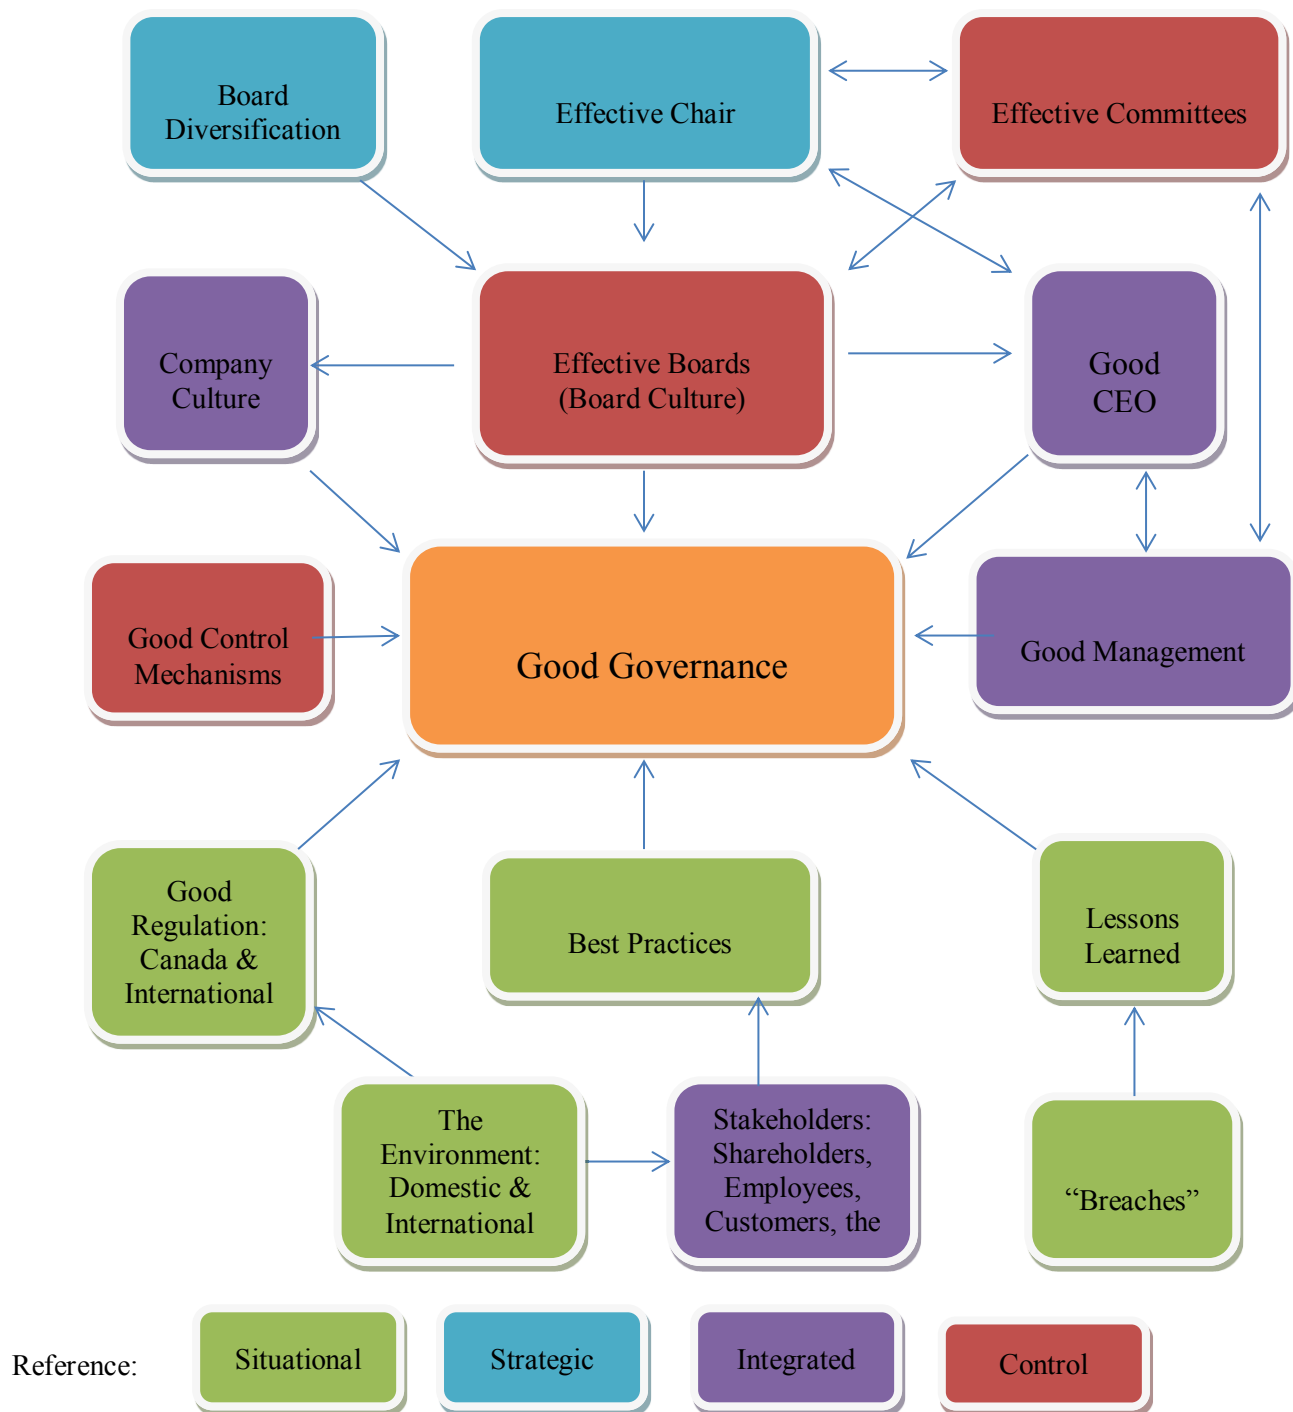 Board
Diversification
Effective Chair
Effective Committees
Company
Culture
Effective Boards
(Board Culture)
Good
CEO
Good Control
Mechanisms
Good Governance
Good Management
Good
Regulation:
Canada &
International
Best Practices
Lessons
Learned
The
Environment:
Domestic &
International
Stakeholders:
Shareholders,
Employees,
Customers, the
“Breaches”
Reference:
Situational
Strategic
Integrated
Control